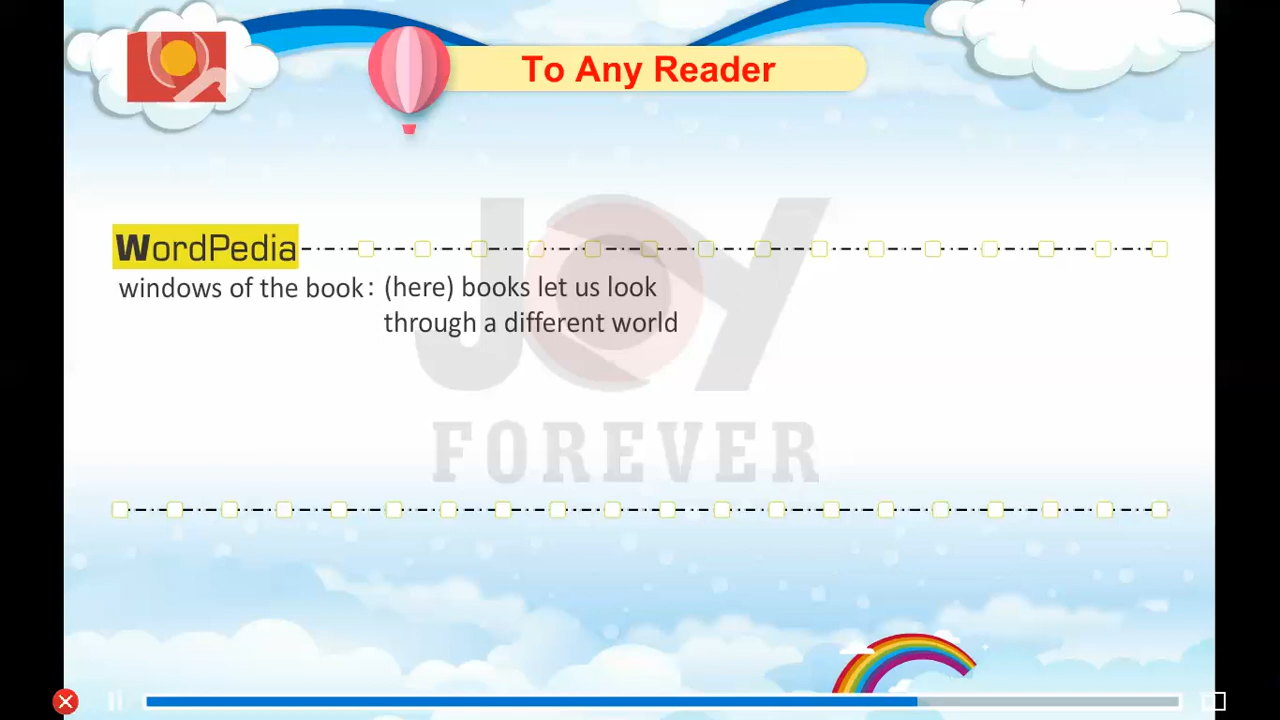 To Any Reader
WordPedia
windows of the book: (here) books let us look
through a different world
JOY
FOREVER